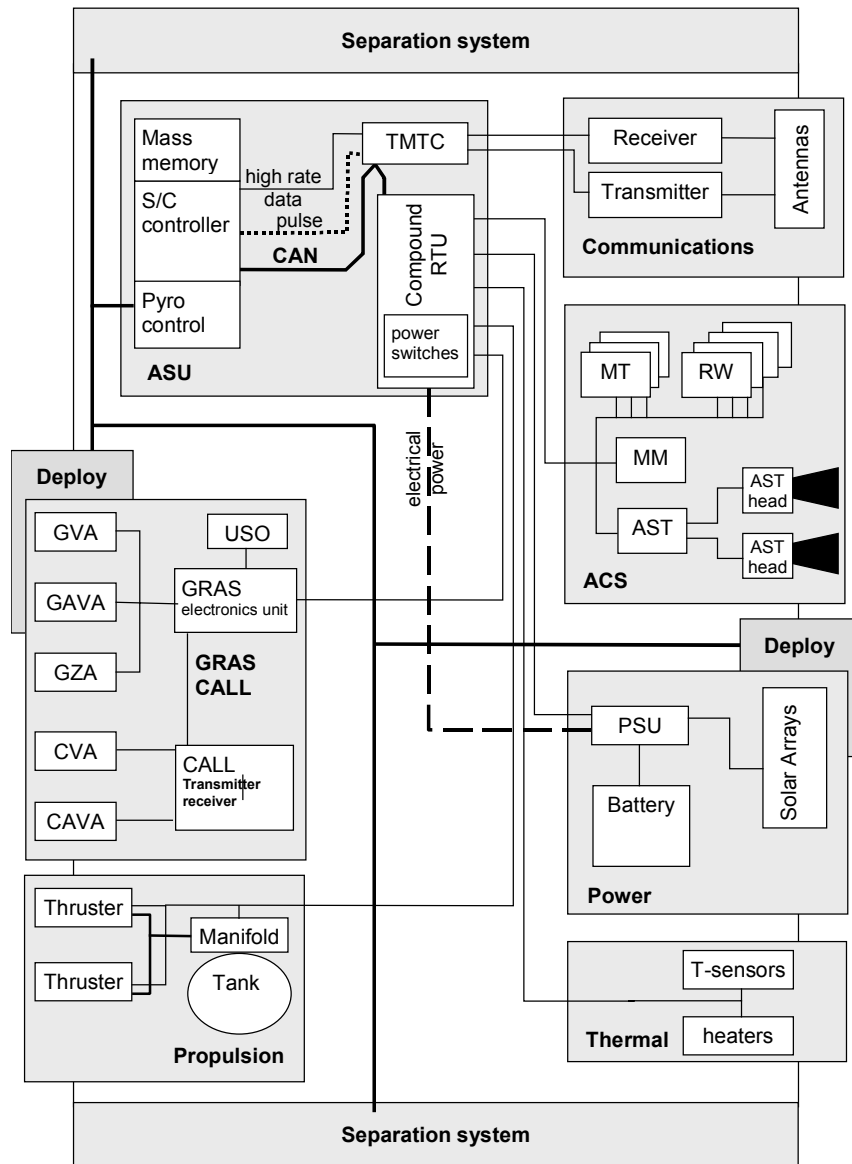 Separation system
Mass
memory
S/C
controller
Pyro
control
ASU
high rate
data
pulse
CAN
TMTC
Compound
RTU
power
switches
electrical
power
Receiver
Transmitter
Antennas
Communications
MT
RW
MM
AST
AST
head
AST
head
ACS
Deploy
GVA
GAVA
GZA
CVA
CAVA
USO
GRAS
electronics unit
GRAS
CALL
CALL
Transmitter
receiver
Deploy
PSU
Battery
Solar Arrays
Power
Thruster
Thruster
Manifold
Tank
Propulsion
T-sensors
heaters
Thermal
Separation system